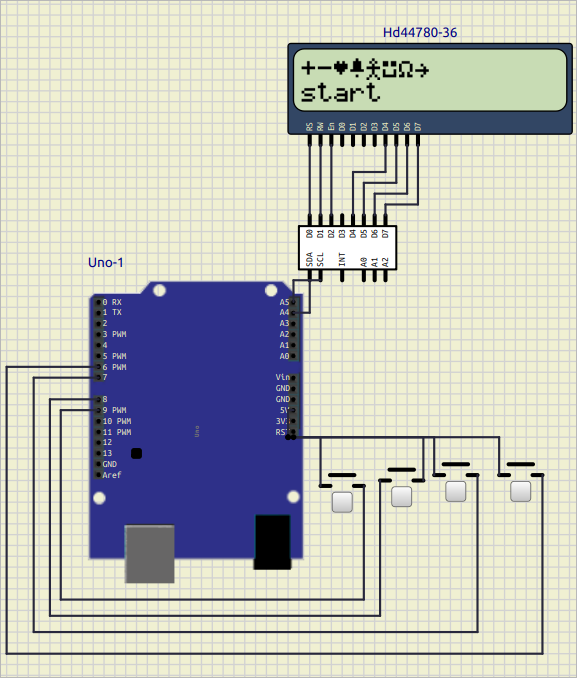 Hd44780-36
+−♥Ω→
start
RS RW En D0 D1 D2 D3 D4 D5 D6 D7
D0 D1 D2 D3 D4 D5 D6 D7
SDA SCL INT A0 A1 A2
Uno-1
0 RX A5
1 TX A4
2 A3
3 PWM A2
4 A1
5 PWM A0
6 PWM
7 Vin
GND
8 GND
9 PWM 5V
10 PWM 3V
11 PWM RS
12
13
GND
Aref
Uno